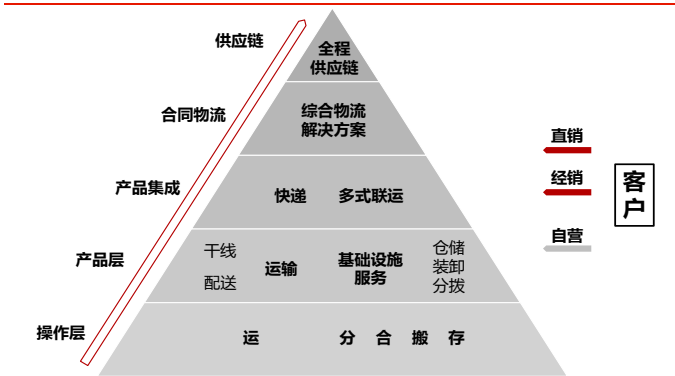 供应链
全程
供应链
合同物流
综合物流
解决方案
产品集成
快递 多式联运
产品层
干线
配送
运输
基础设施
服务
仓储
装卸
分拨
操作层
运 分 合 搬 存
直销
经销
自营
客
户